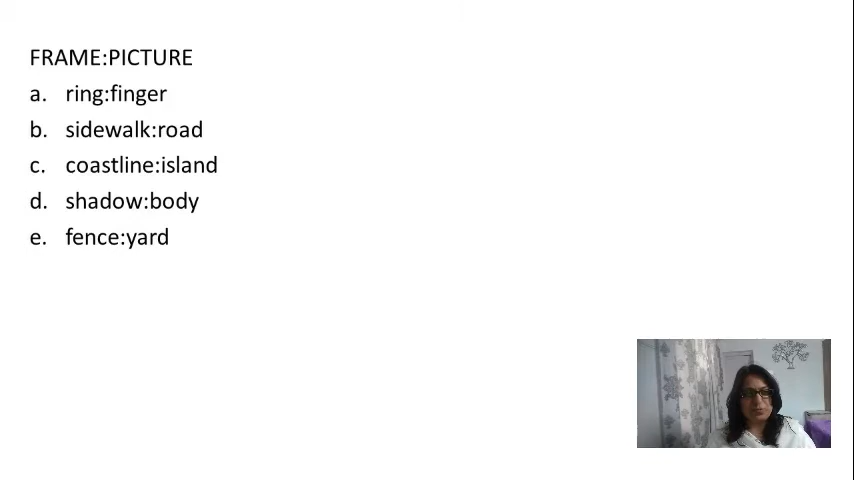 FRAME:PICTURE
a. ring:finger
b. sidewalk:road
c. coastline:island
d. shadow:body
e. fence:yard